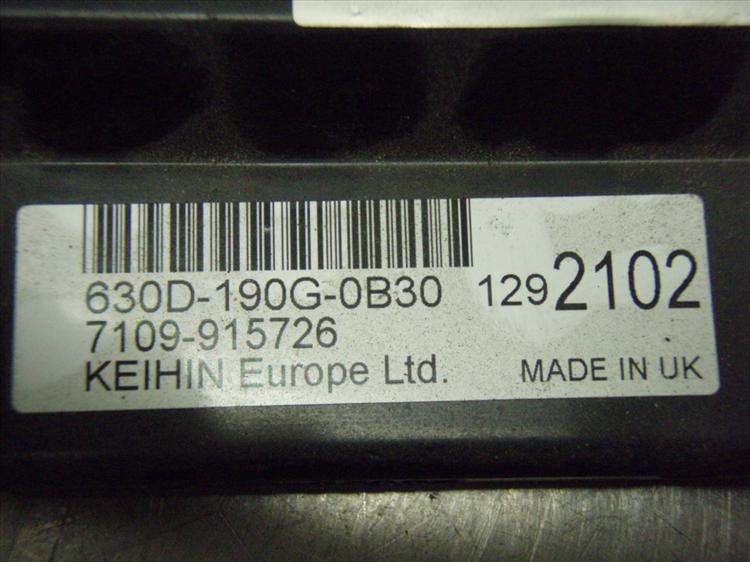 630D-190G-0B30 1292102
7109-915726
KEIHIN Europe Ltd. MADE IN UK